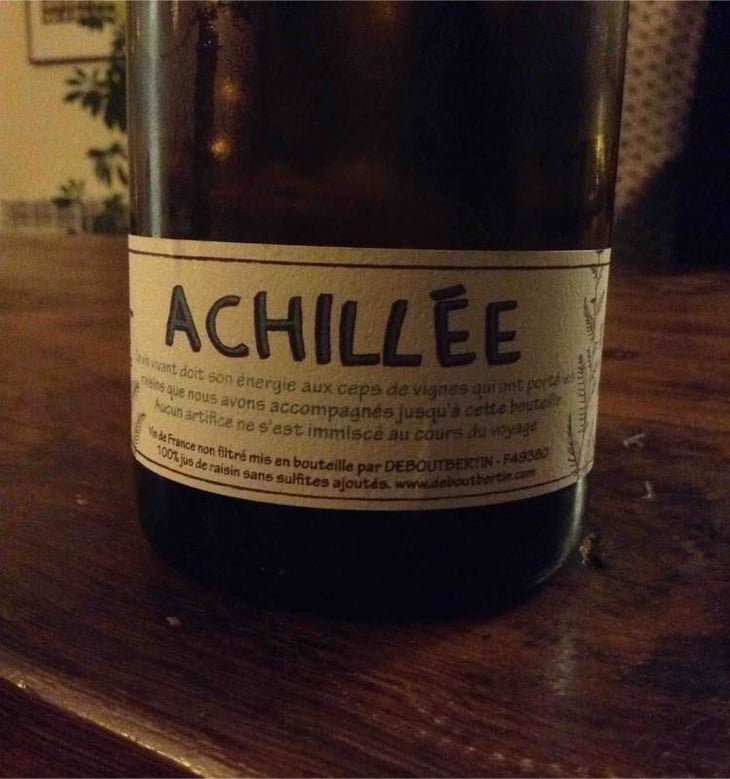 ACHILLÉE
Ce vin vivant doit son énergie aux ceps de vignes qui ont porté les
raisins que nous avons accompagnés jusqu'à cette bouteille
Aucun artifice ne s'est immiscé au cours du voyage
Vin de France non filtré mis en bouteille par DEBOUTBERTIN - F49380
100% jus de raisin sans sulfites ajoutés. www.deboutbertin.com